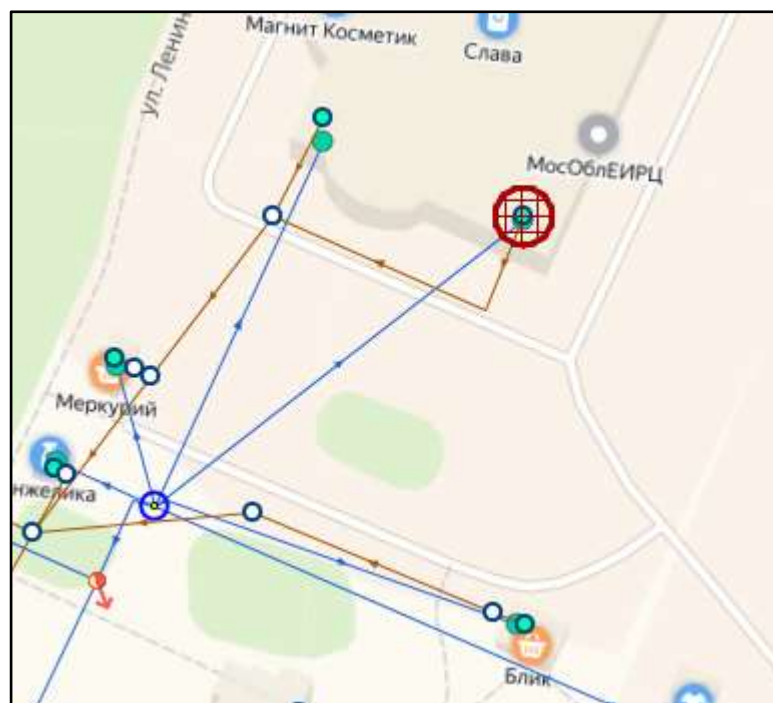 Магнит Косметик
Слава
ул. Ленин
МосОблЕИРЦ
Меркурий
нжелика
Блик